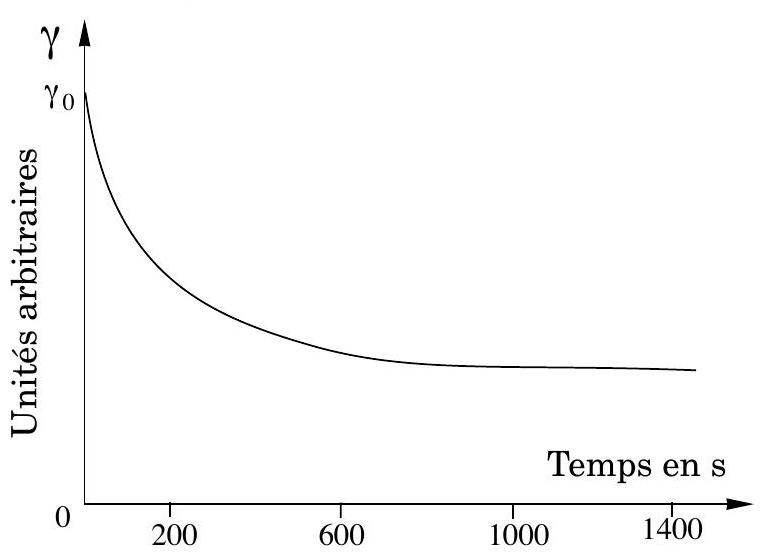 γ
γ0
Unités arbitraires
Temps en s
0
200 600 1000 1400